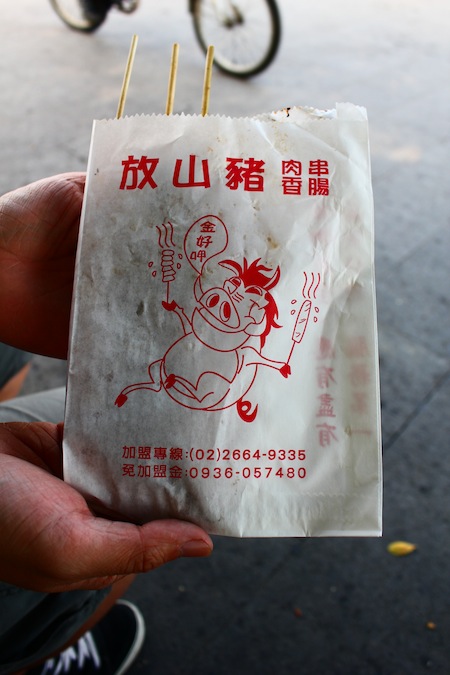 放山豬 肉串
香腸
金好呷
加盟專線:(02)2664-9335
免加盟金:0936-057480